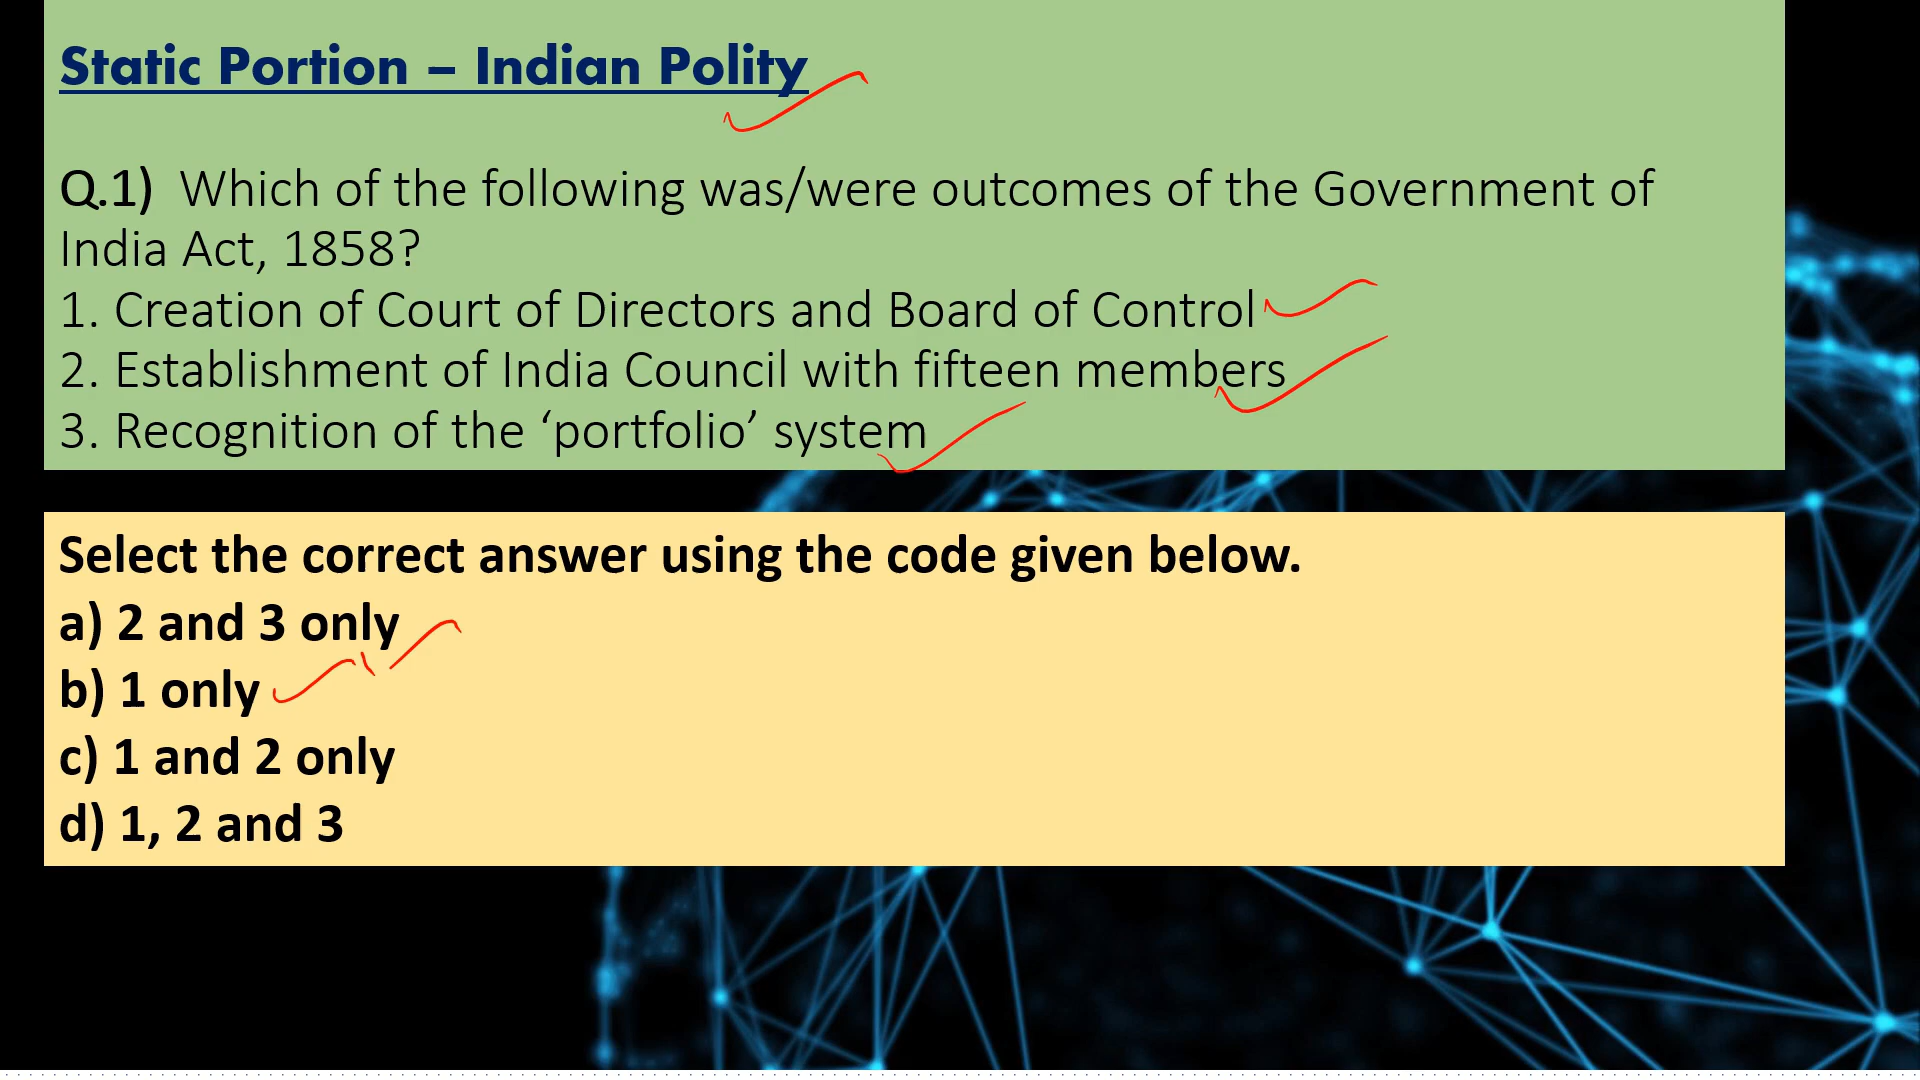 Static Portion – Indian Polity
Q.1) Which of the following was/were outcomes of the Government of
India Act, 1858?
1. Creation of Court of Directors and Board of Control
2. Establishment of India Council with fifteen members
3. Recognition of the ‘portfolio’ system
Select the correct answer using the code given below.
a) 2 and 3 only
b) 1 only
c) 1 and 2 only
d) 1, 2 and 3